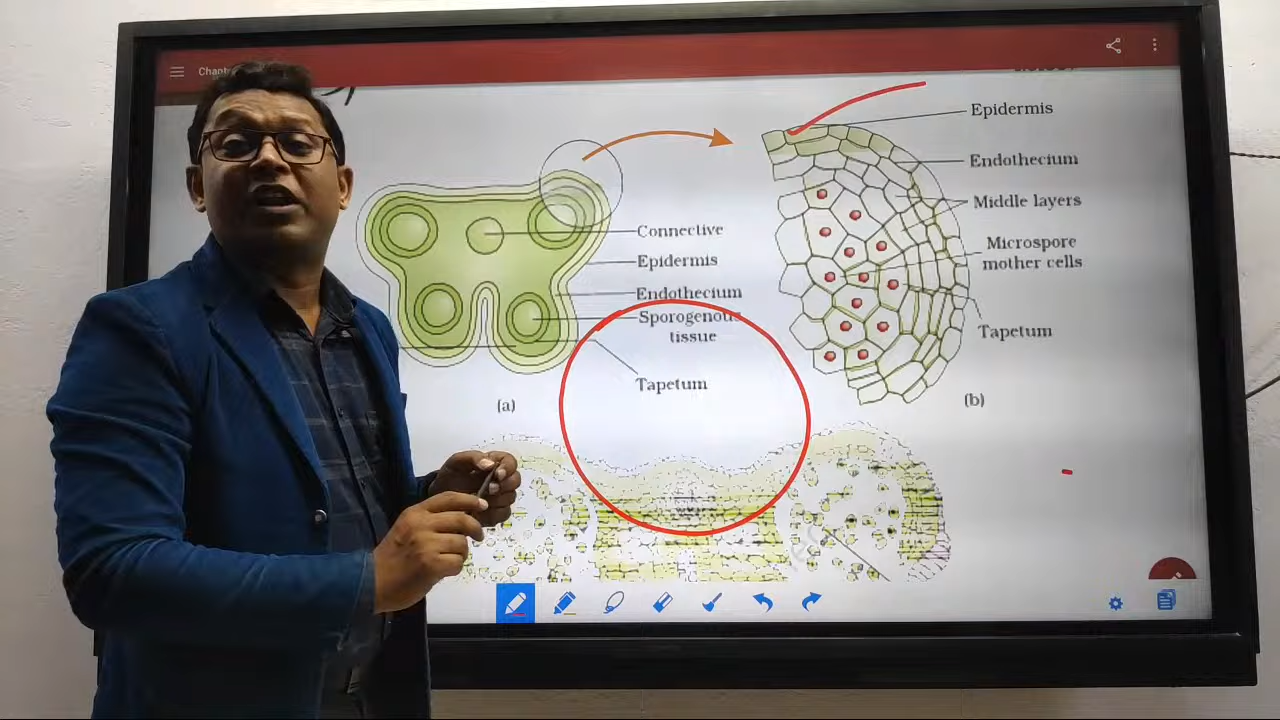 Chapt
Connective
Epidermis
Endothecium
Sporogenous
tissue
Tapetum
(a)
Epidermis
Endothecium
Middle layers
Microspore
mother cells
Tapetum
(b)